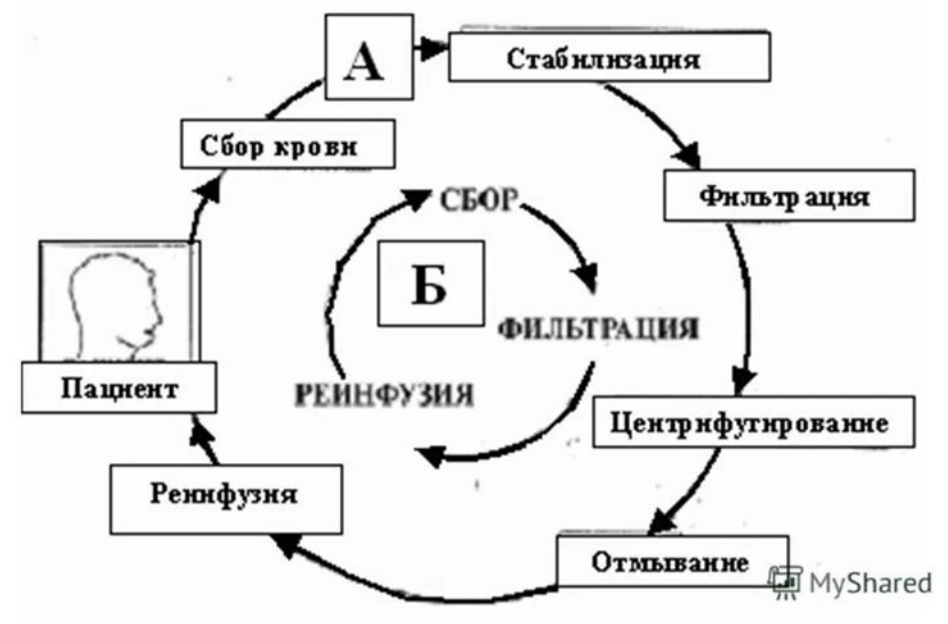 А
Стабилизация
Сбор крови
Фильтрация
СБОР
Б
ФИЛЬТРАЦИЯ
Пациент
РЕИНФУЗИЯ
Центрифугирование
Реинфузия
Отмывание
MyShared